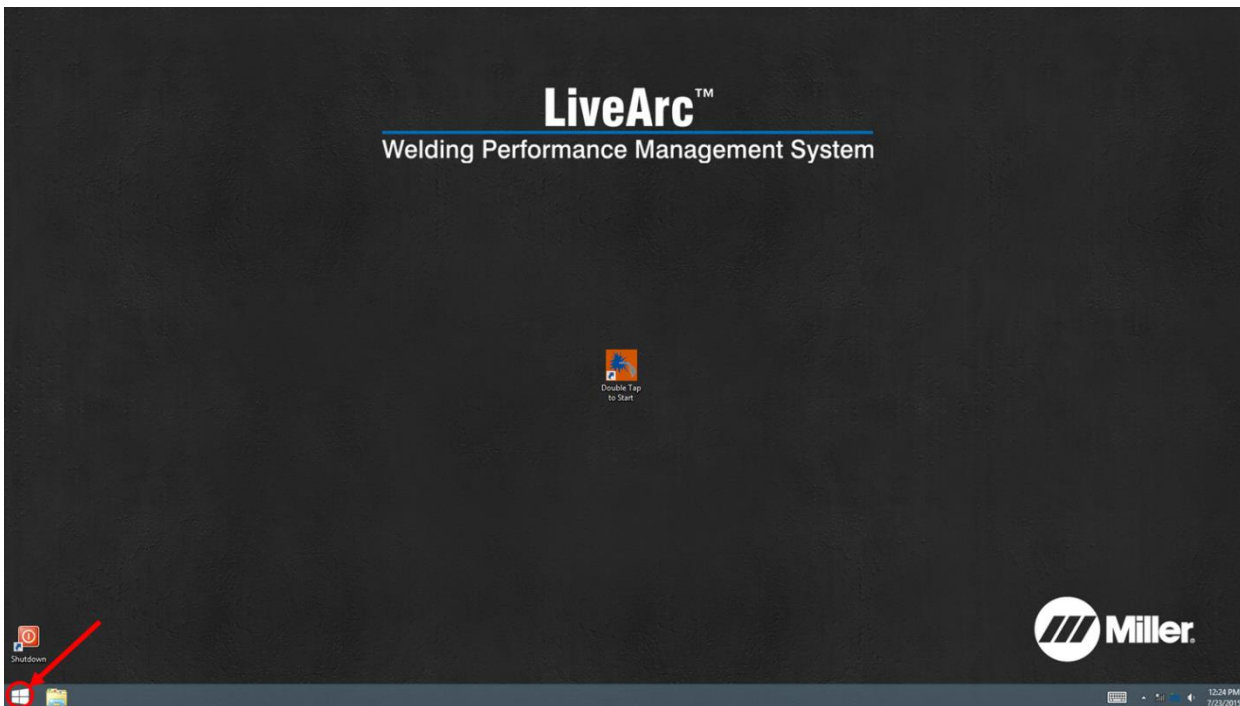 LiveArc™
Welding Performance Management System
Double Tap
to Start
Miller®
Shutdown
12:24 PM